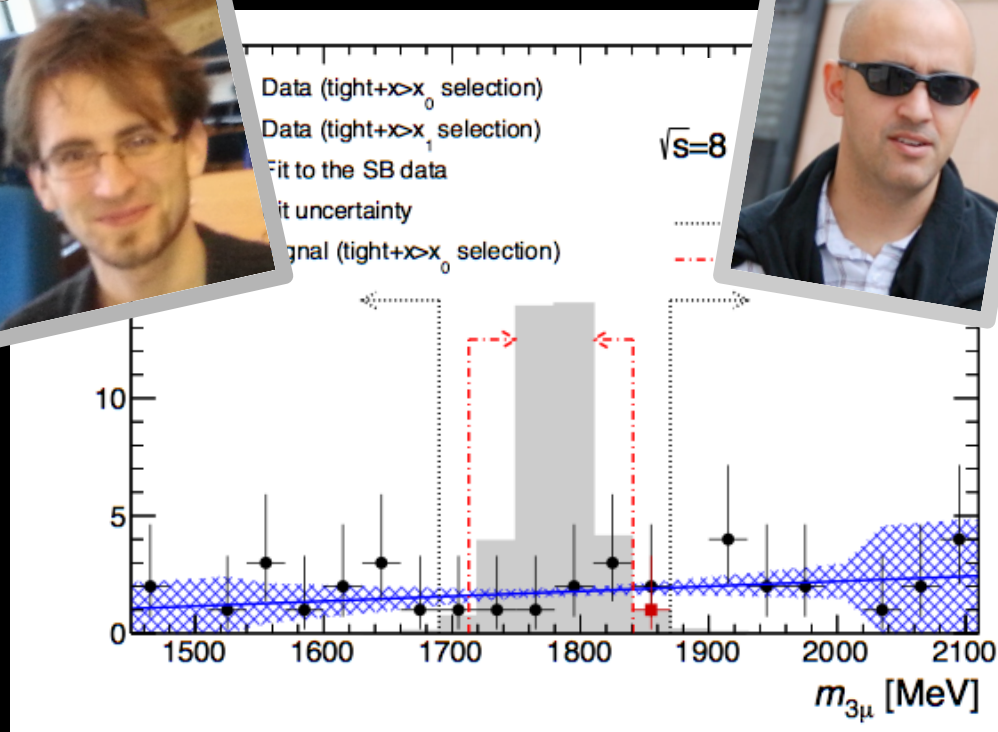 Data (tight+x>x₀ selection)
Data (tight+x>x₁ selection)
√s=8
Fit to the SB data
it uncertainty
gnal (tight+x>x₀ selection)
10
5
0
1500 1600 1700 1800 1900 2000 2100
m₃μ [MeV]